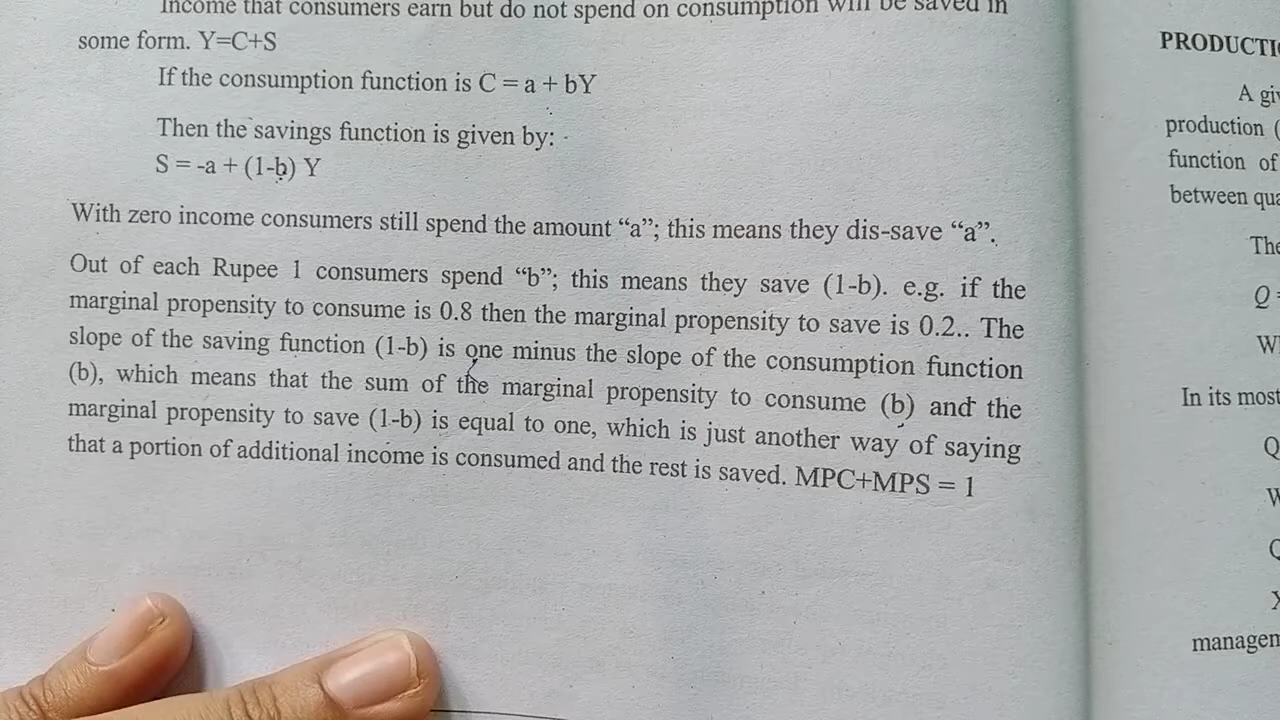 Income that consumers earn but do not spend on consumption will be saved in
some form. Y=C+S
If the consumption function is C = a + bY
Then the savings function is given by: -
S = -a + (1-b) Y
With zero income consumers still spend the amount “a”; this means they dis-save “a”.
Out of each Rupee 1 consumers spend “b”; this means they save (1-b). e.g. if the
marginal propensity to consume is 0.8 then the marginal propensity to save is 0.2.. The
slope of the saving function (1-b) is one minus the slope of the consumption function
(b), which means that the sum of the marginal propensity to consume (b) and the
marginal propensity to save (1-b) is equal to one, which is just another way of saying
that a portion of additional income is consumed and the rest is saved. MPC+MPS = 1
A
production (
function of
between
Q =
In its most
Q